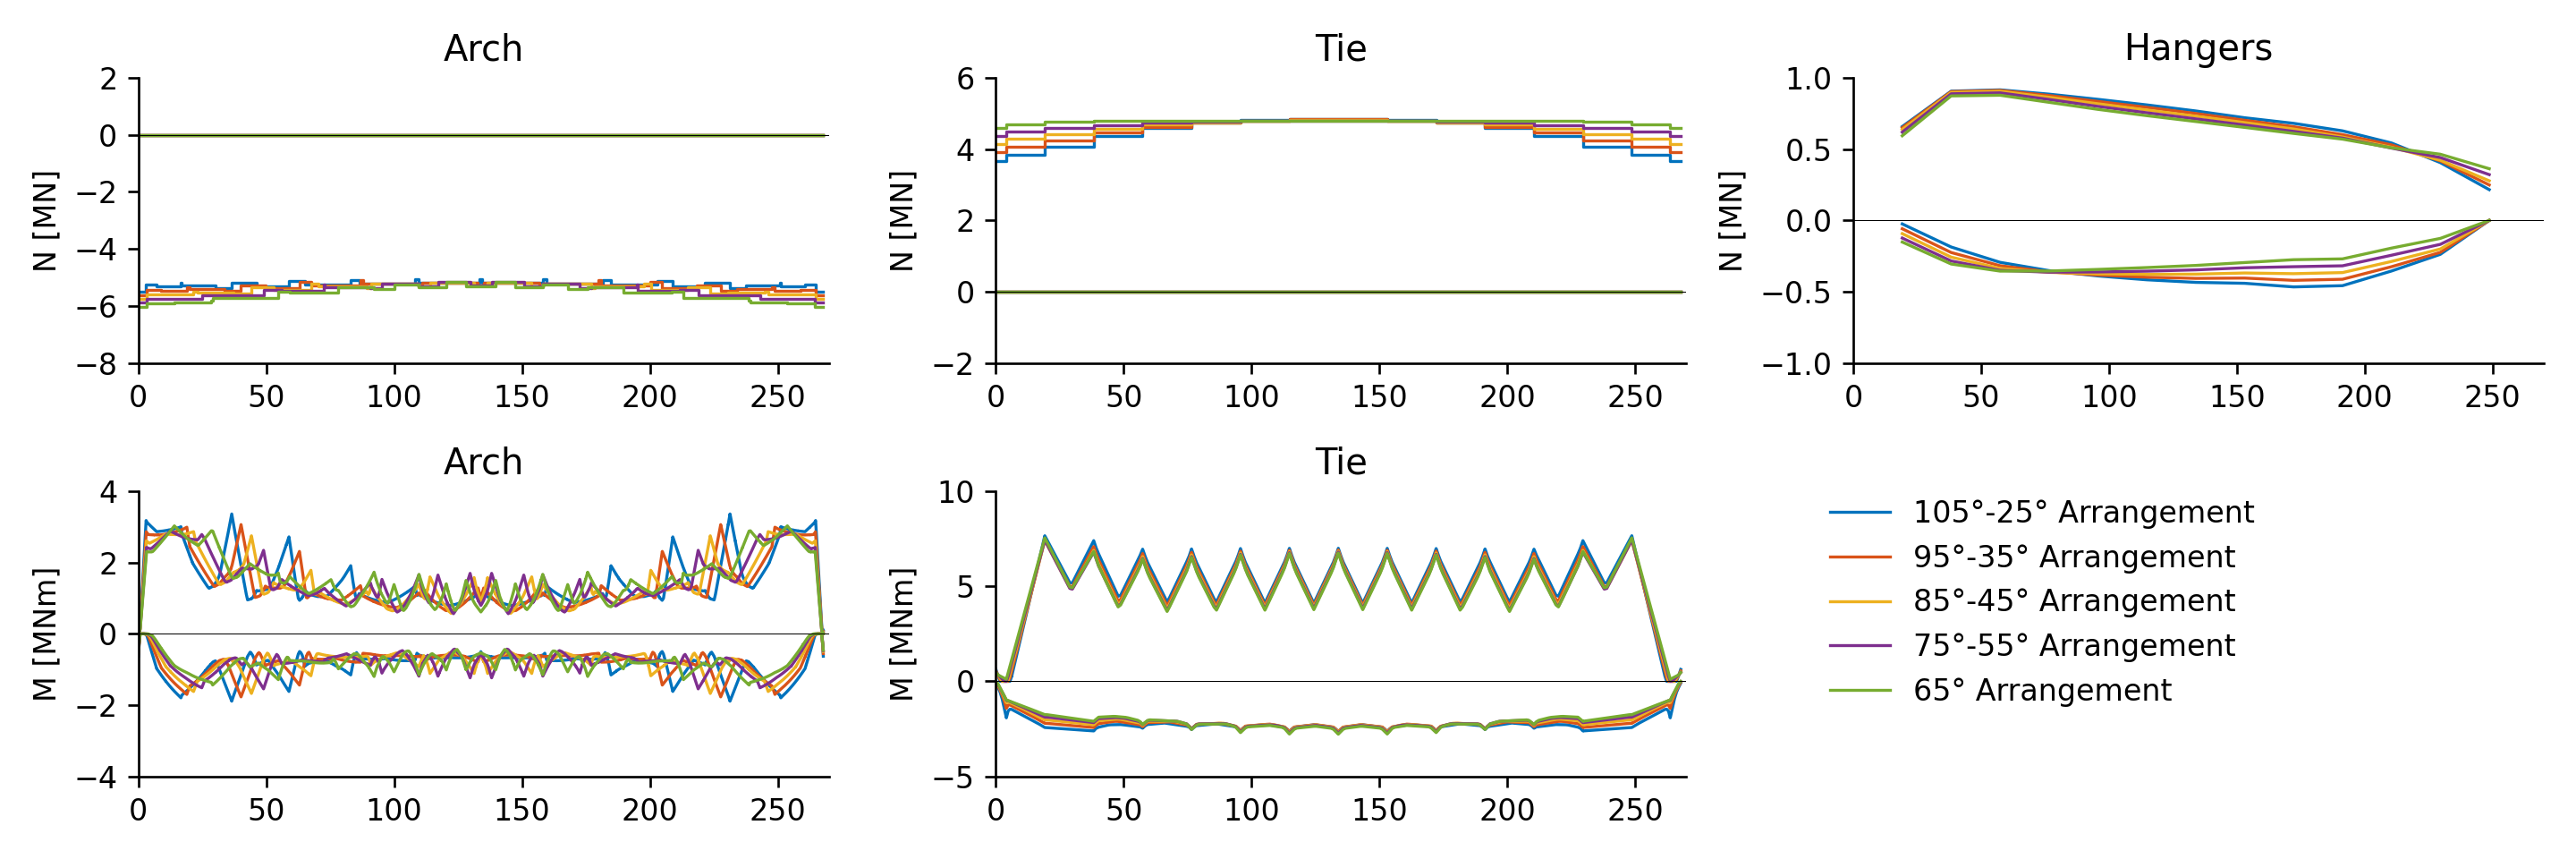 Arch
N [MN]
2
0
−2
−4
−6
−8
0 50 100 150 200 250
Tie
N [MN]
6
4
2
0
−2
0 50 100 150 200 250
Hangers
N [MN]
1.0
0.5
0.0
−0.5
−1.0
0 50 100 150 200 250
Arch
M [MNm]
4
2
0
−2
−4
0 50 100 150 200 250
Tie
M [MNm]
10
5
0
−5
0 50 100 150 200 250
105°-25° Arrangement
95°-35° Arrangement
85°-45° Arrangement
75°-55° Arrangement
65° Arrangement